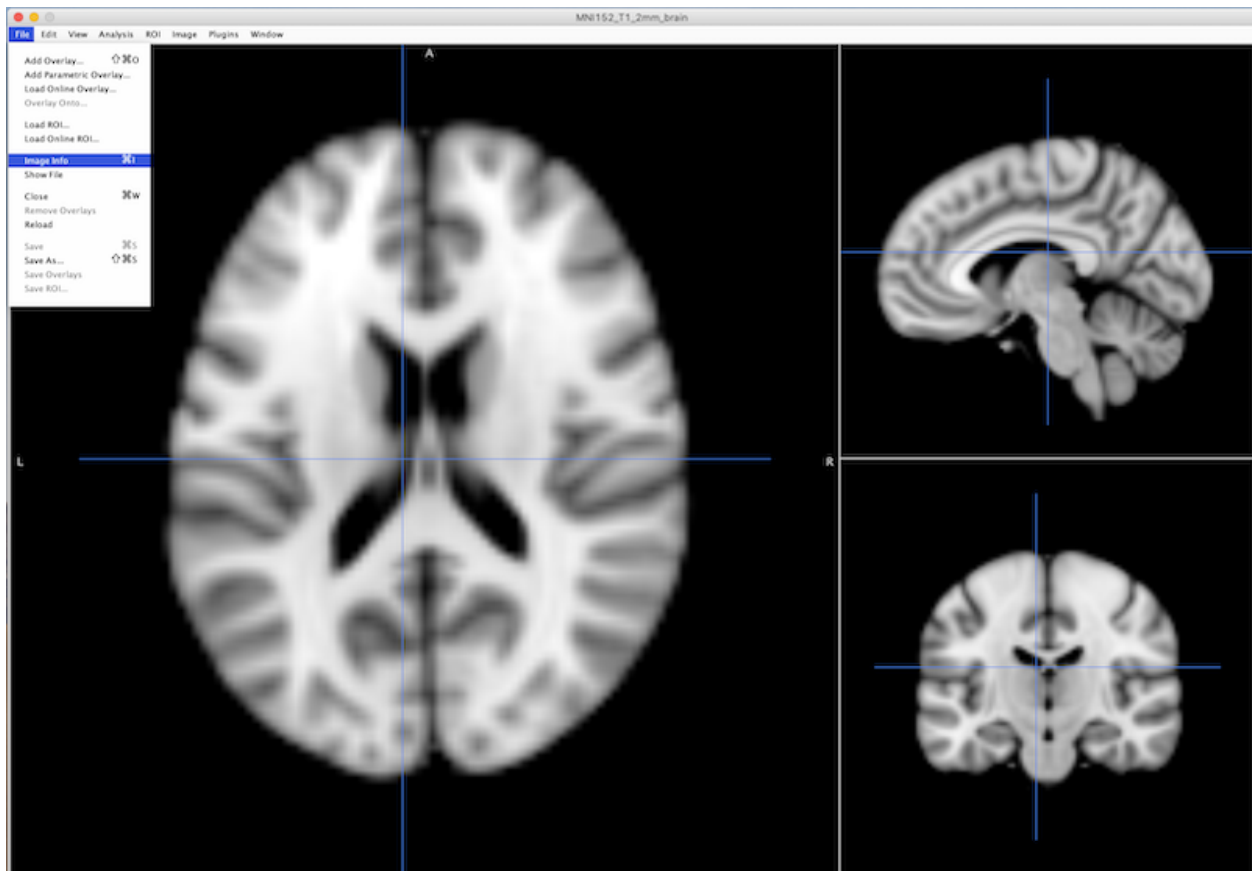 MNI152_T1_2mm_brain
File Edit View Analysis ROI Image Plugins Window
Add Overlay... ⇧⌘O
Add Parametric Overlay...
Load Online Overlay...
Overlay Onto...
Load ROI...
Load Online ROI...
Image Info ⌘I
Show File
Close ⌘W
Remove Overlays
Reload
Save ⌘S
Save As... ⇧⌘S
Save Overlays
Save ROI...
A
L
R